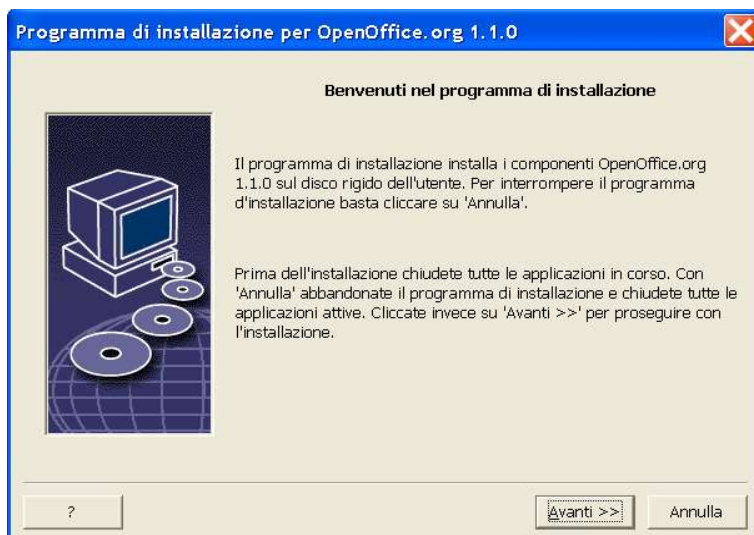 Programma di installazione per OpenOffice.org 1.1.0
Benvenuti nel programma di installazione
Il programma di installazione installa i componenti OpenOffice.org
1.1.0 sul disco rigido dell'utente. Per interrompere il programma
d'installazione basta cliccare su 'Annulla'.
Prima dell'installazione chiudete tutte le applicazioni in corso. Con
'Annulla' abbandonate il programma di installazione e chiudete tutte le
applicazioni attive. Cliccate invece su 'Avanti >>' per proseguire con
l'installazione.
? Avanti >> Annulla